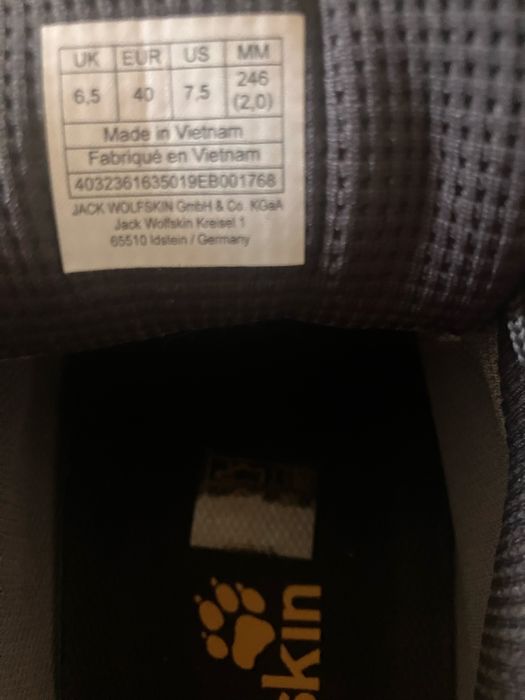 UK EUR US MM
6,5 40 7,5 246 (2,0)
Made in Vietnam
Fabriqué en Vietnam
4032361635019EB001768
JACK WOLFSKIN GmbH & Co. KGaA
Jack Wolfskin Kreisel 1
65510 Idstein / Germany
skin